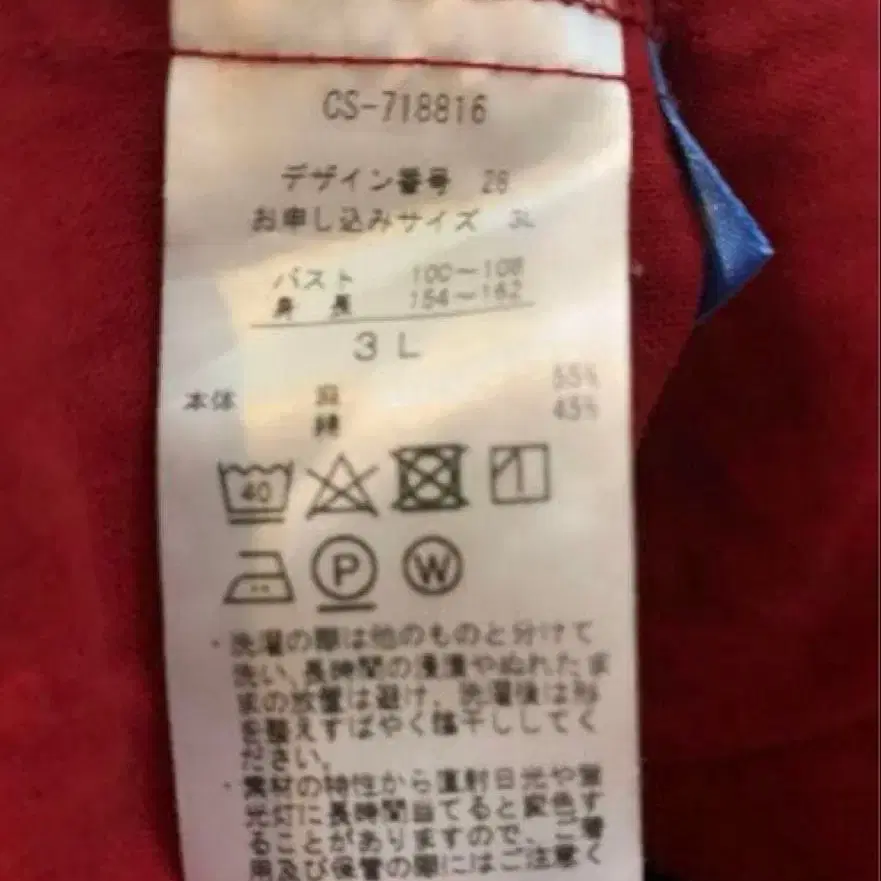 CS-718816
デザイン番号 28
お申し込みサイズ 3L
バスト 100～108
身長 154～162
3L
本体 麻 55%
綿 45%
40
P W
・洗濯の際は他のものと分けて
洗い、長時間の浸漬やぬれたま
まの放置は避け、洗濯後は形
を整えすばやく陰干ししてく
ださい。
・素材の特性から直射日光や蛍
光灯に長時間当てると変色す
ることがありますので、ご着
用及び保管の際にはご注意く